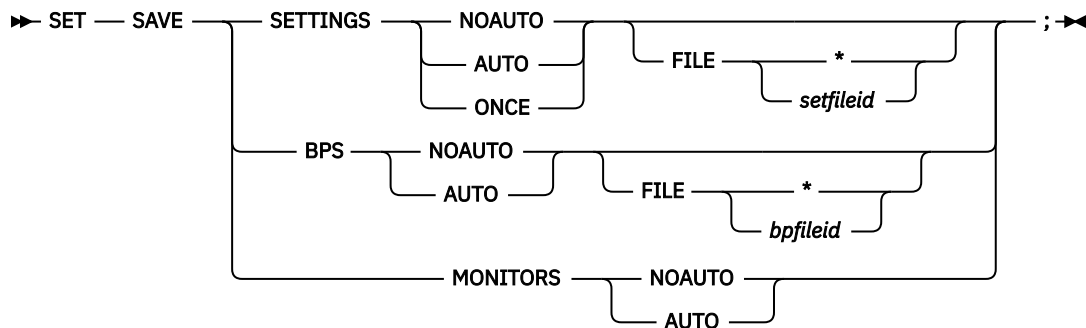 SET SAVE SETTINGS NOAUTO ;
AUTO FILE *
setfileid
ONCE
BPS NOAUTO
AUTO FILE *
bpfileid
MONITORS NOAUTO
AUTO